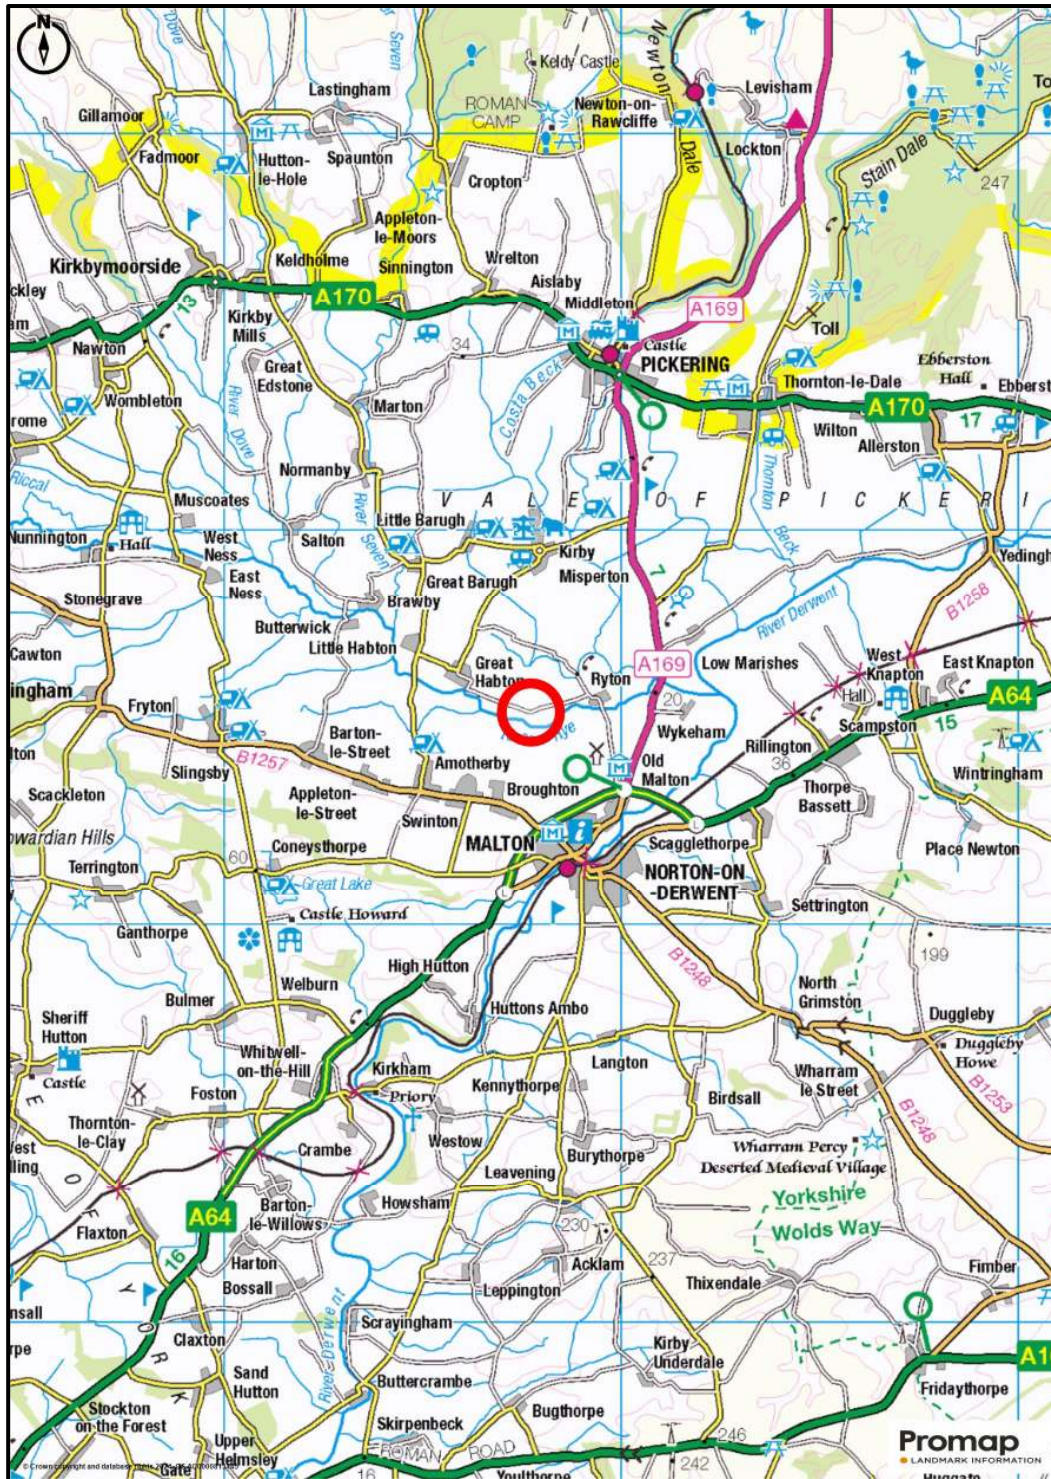 N
Dove
Seven
Newton
Keldy Castle
Levisham
Lastingham
ROMAN
CAMP
Newton-on-
Rawcliffe
Gillamoor
Fadmoor
Hutton-
le-Hole
Spaunton
Cropton
Dale
Lockton
Stain Dale
247
Appleton-
le-Moors
Kirkbymoorside
Keldholme
Sinnington
Wrelton
Aislaby
Middleton
A170
A169
13
Kirkby
Mills
Castle
PICKERING
Toll
Nawton
34
Great
Edstone
Costa Beck
Ebberston
Hall
Thornton-le-Dale
Wombleton
River Dove
Marton
A170
17
Wilton
Allerston
Normanby
Riccal
Thornton
Beck
Muscoates
River
Seven
VALE OF PICKERI
Little Barugh
Nunnington
Hall
West
Ness
Salton
Kirby
Misperton
East
Ness
Great Barugh
7
Stonegrave
Brawby
B1258
River Derwent
Butterwick
Little Habton
Cawton
Great
Habton
Ryton
A169
Low Marishes
West
Knapton
East Knapton
Hall
A64
Fryton
20
Scampston
15
Barton-
le-Street
Wykeham
Rillington
B1257
Amotherby
Old
Malton
36
Wintringham
Slingsby
Broughton
Thorpe
Bassett
Scackleton
Appleton-
le-Street
Swinton
MALTON
i
Scagglethorpe
Place Newton
Terrington
60
Coneysthorpe
NORTON-ON
-DERWENT
Great Lake
L
L
Settrington
Castle Howard
Ganthorpe
199
High Hutton
B1248
Welburn
North
Grimston
Bulmer
Huttons Ambo
Duggleby
Sheriff
Hutton
Whitwell-
on-the-Hill
Kirkham
Langton
Duggleby
Howe
Castle
Foston
Priory
Kennythorpe
Wharram
le Street
Birdsall
B1253
Thornton-
le-Clay
B1248
Crambe
Westow
Wharram Percy
Deserted Medieval Village
Burythorpe
Leavening
Yorkshire
Wolds Way
Howsham
A64
Barton-
le-Willows
230
Flaxton
16
Harton
Acklam
237
Bossall
Leppington
Thixendale
Fimber
River Derwent
Scrayingham
Claxton
Kirby
Underdale
Sand
Hutton
Buttercrambe
Fridaythorpe
Stockton
on the Forest
Skirpenbeck
Bugthorpe
Upper
Helmsley
ROMAN ROAD
246
Gate
16
Youlthorpe
242
Promap
LANDMARK INFORMATION